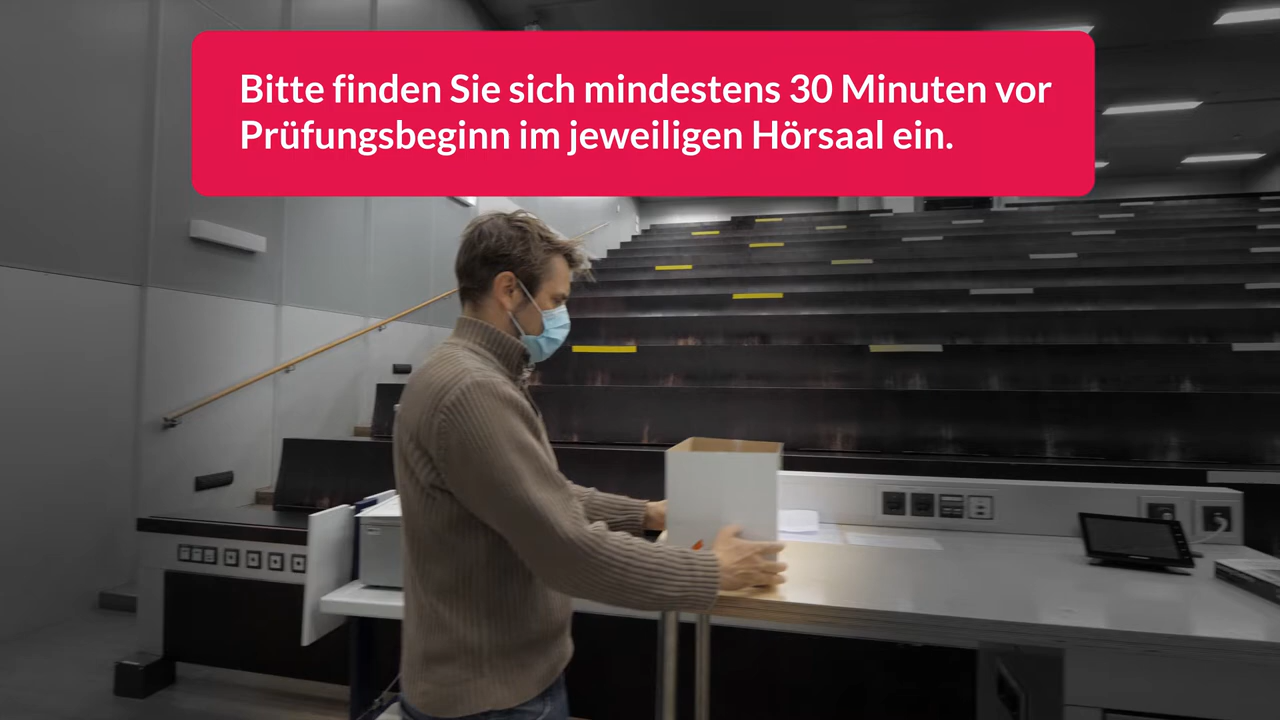 Bitte finden Sie sich mindestens 30 Minuten vor
Prüfungsbeginn im jeweiligen Hörsaal ein.